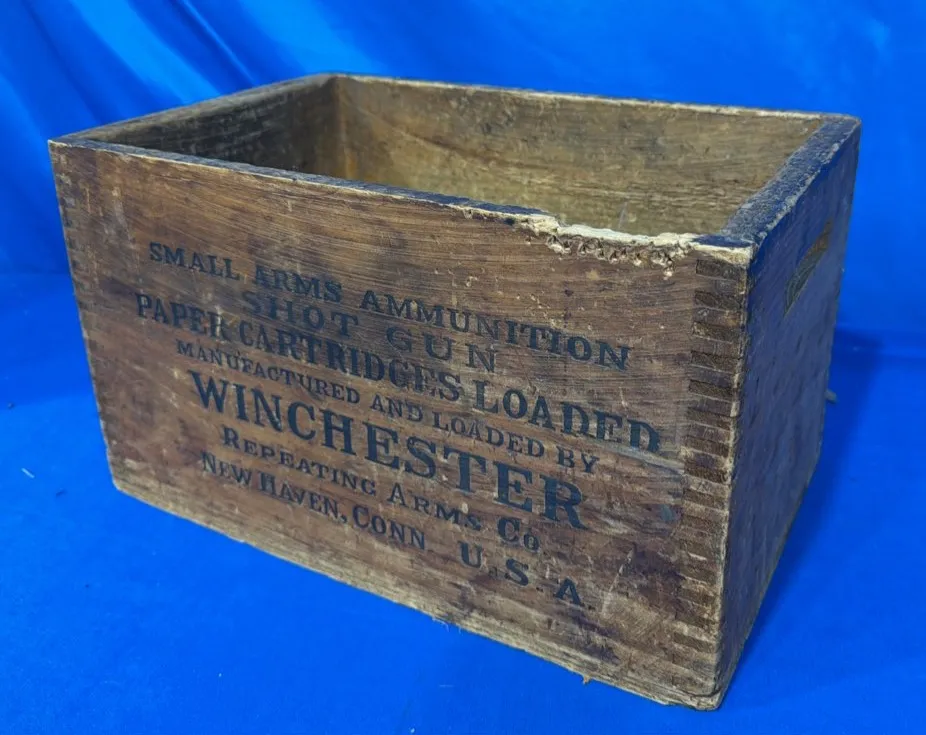 SMALL ARMS AMMUNITION
SHOT GUN
PAPER CARTRIDGES LOADED
MANUFACTURED AND LOADED BY
WINCHESTER
REPEATING ARMS CO.
NEW HAVEN, CONN U.S.A.